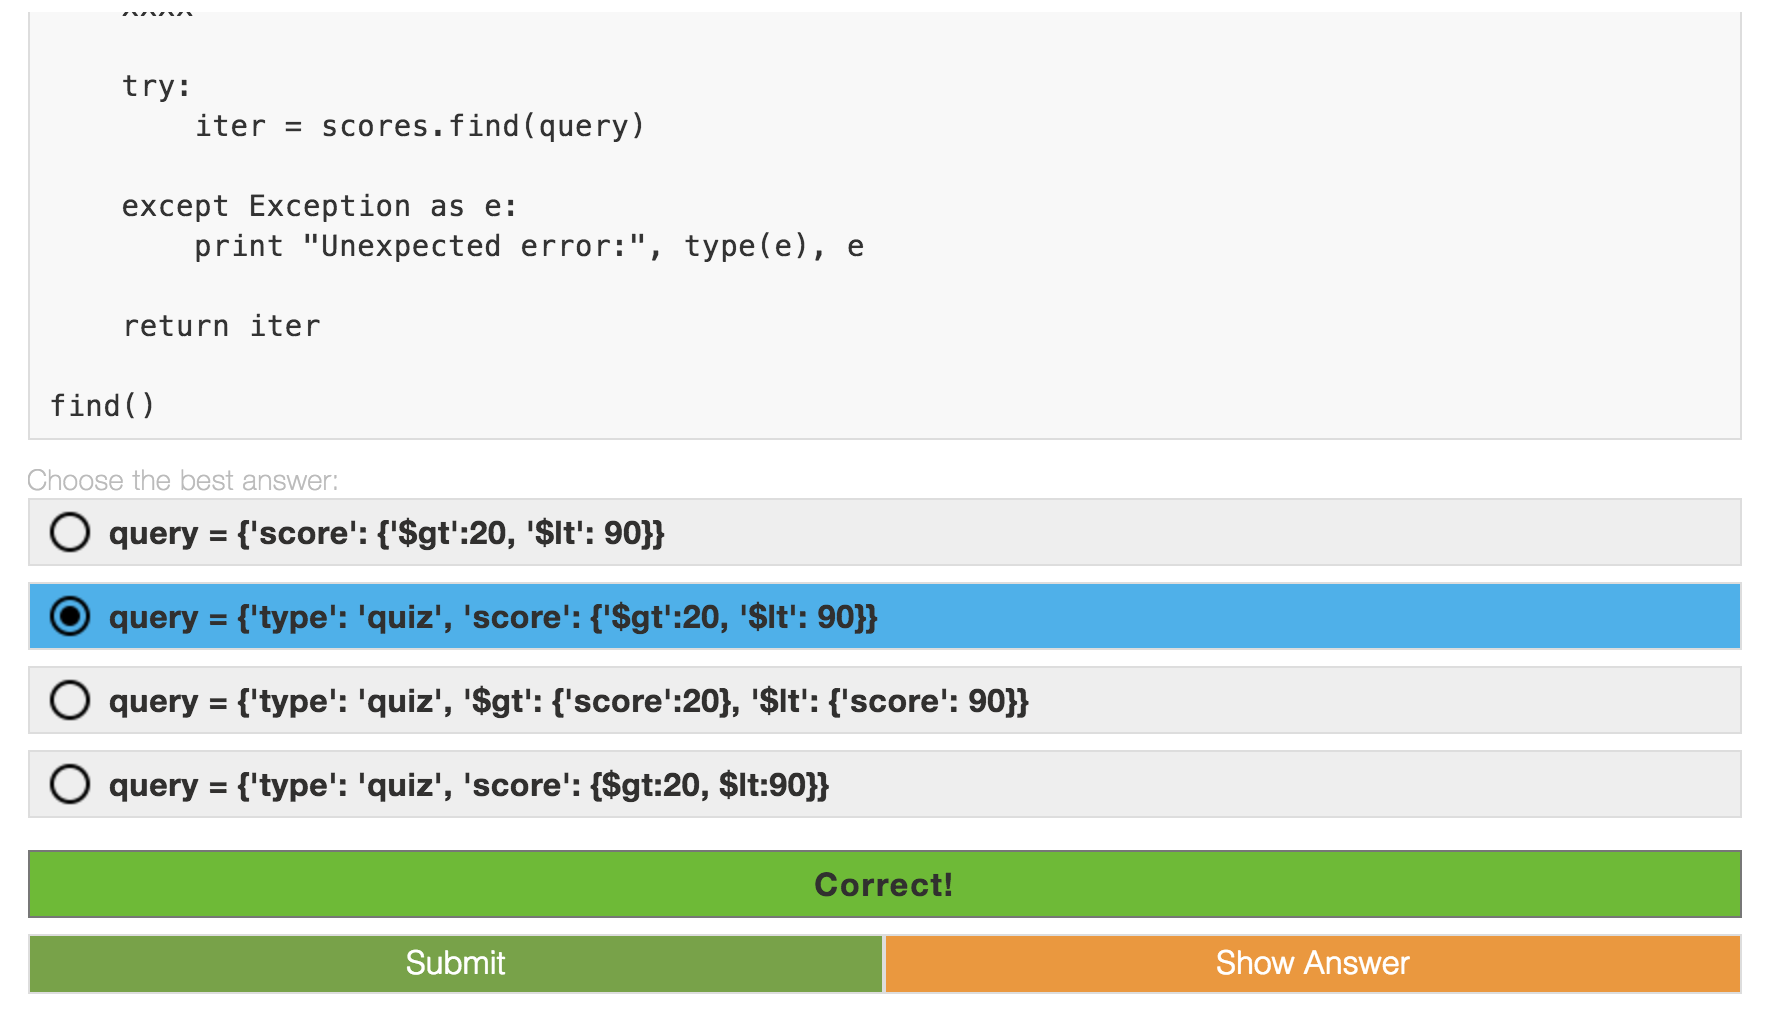 try:
iter = scores.find(query)
except Exception as e:
print "Unexpected error:", type(e), e
return iter
find()
Choose the best answer:
query = {'score': {'$gt':20, '$lt': 90}}
query = {'type': 'quiz', 'score': {'$gt':20, '$lt': 90}}
query = {'type': 'quiz', '$gt': {'score':20}, '$lt': {'score': 90}}
query = {'type': 'quiz', 'score': {$gt:20, $lt:90}}
Correct!
Submit
Show Answer